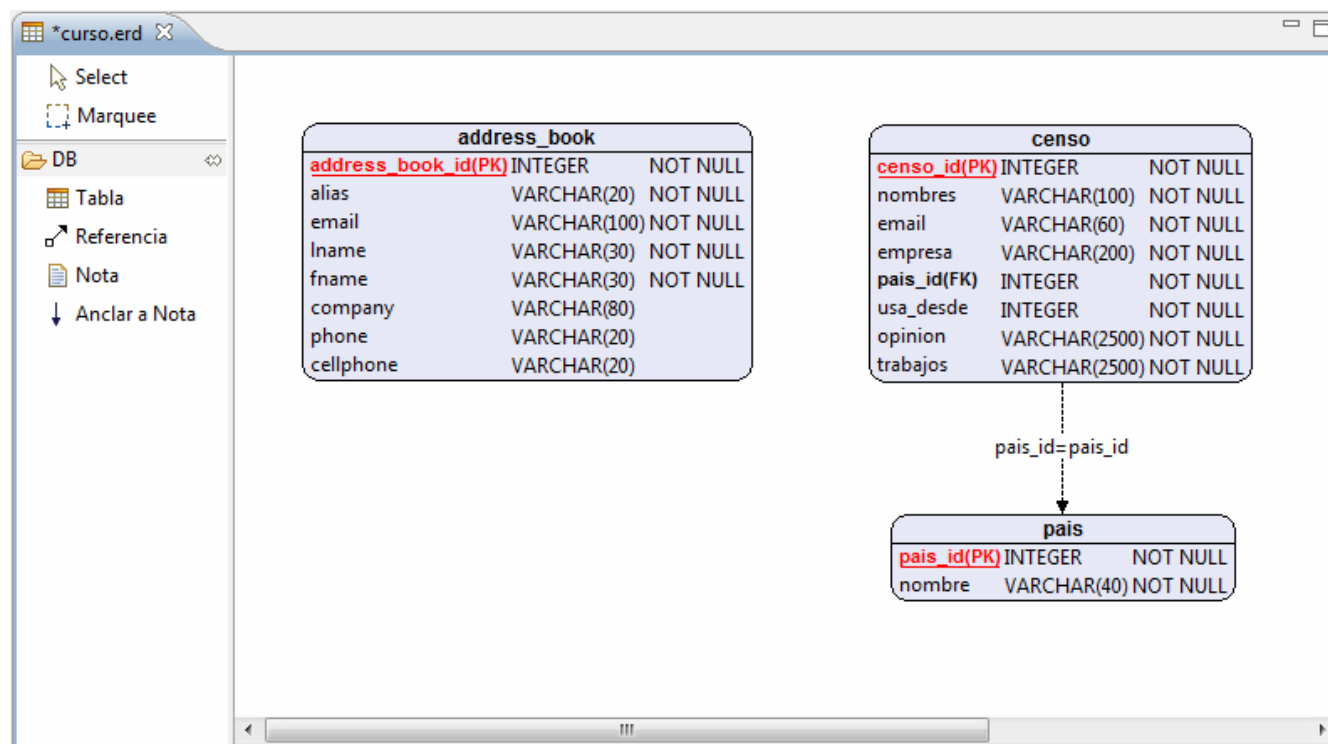 *curso.erd
Select
Marquee
DB
Tabla
Referencia
Nota
Anclar a Nota
address_book
address_book_id(PK) INTEGER NOT NULL
alias VARCHAR(20) NOT NULL
email VARCHAR(100) NOT NULL
lname VARCHAR(30) NOT NULL
fname VARCHAR(30) NOT NULL
company VARCHAR(80)
phone VARCHAR(20)
cellphone VARCHAR(20)
censo
censo_id(PK) INTEGER NOT NULL
nombres VARCHAR(100) NOT NULL
email VARCHAR(60) NOT NULL
empresa VARCHAR(200) NOT NULL
pais_id(FK) INTEGER NOT NULL
usa_desde INTEGER NOT NULL
opinion VARCHAR(2500) NOT NULL
trabajos VARCHAR(2500) NOT NULL
pais_id=pais_id
pais
pais_id(PK) INTEGER NOT NULL
nombre VARCHAR(40) NOT NULL